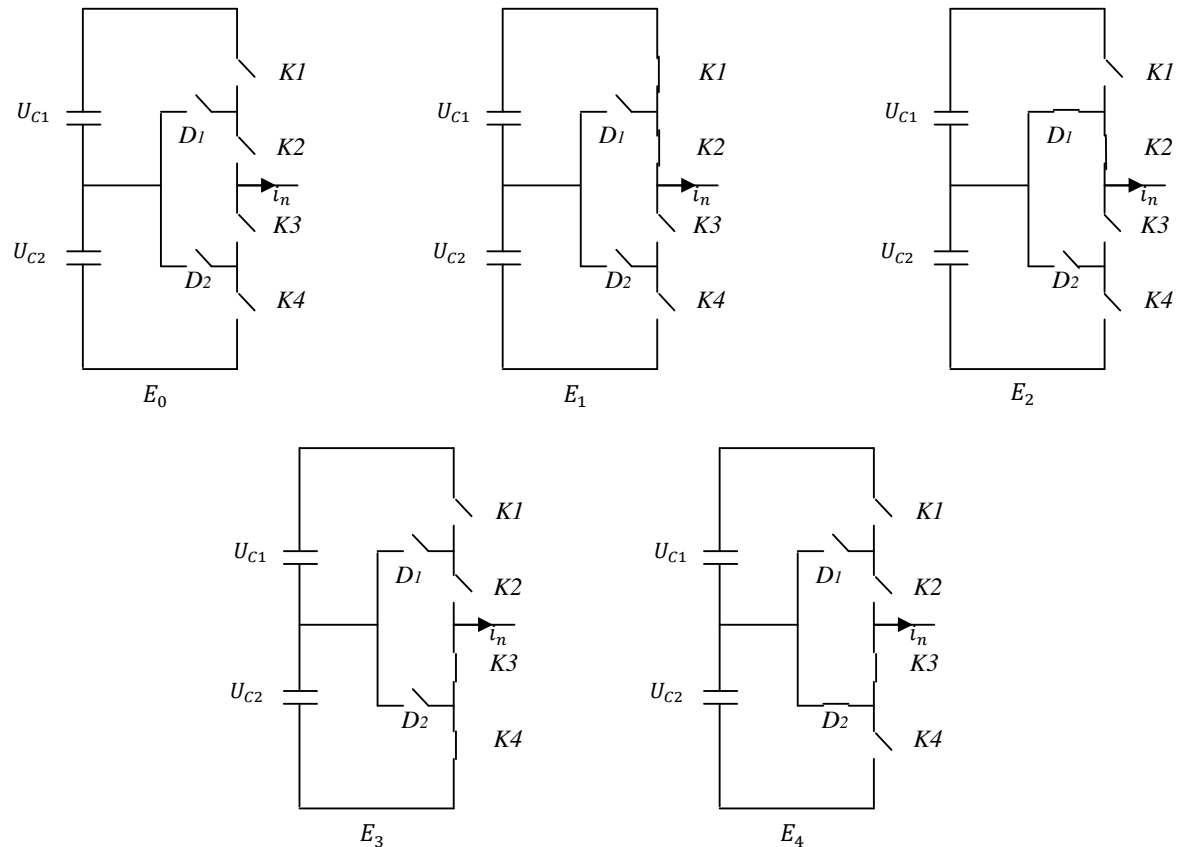 K1
U_{C1}
D1
K2
i_n
K3
U_{C2}
D2
K4
E_0
K1
U_{C1}
D1
K2
i_n
K3
U_{C2}
D2
K4
E_1
K1
U_{C1}
D1
K2
i_n
K3
U_{C2}
D2
K4
E_2
K1
U_{C1}
D1
K2
i_n
K3
U_{C2}
D2
K4
E_3
K1
U_{C1}
D1
K2
i_n
K3
U_{C2}
D2
K4
E_4